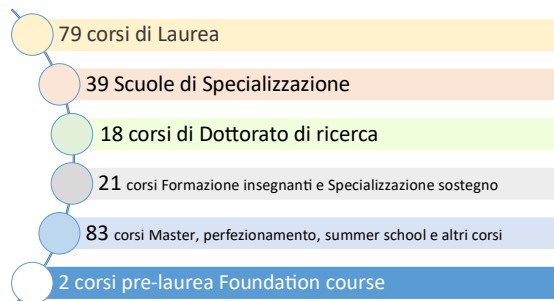 79 corsi di Laurea
39 Scuole di Specializzazione
18 corsi di Dottorato di ricerca
21 corsi Formazione insegnanti e Specializzazione sostegno
83 corsi Master, perfezionamento, summer school e altri corsi
2 corsi pre-laurea Foundation course